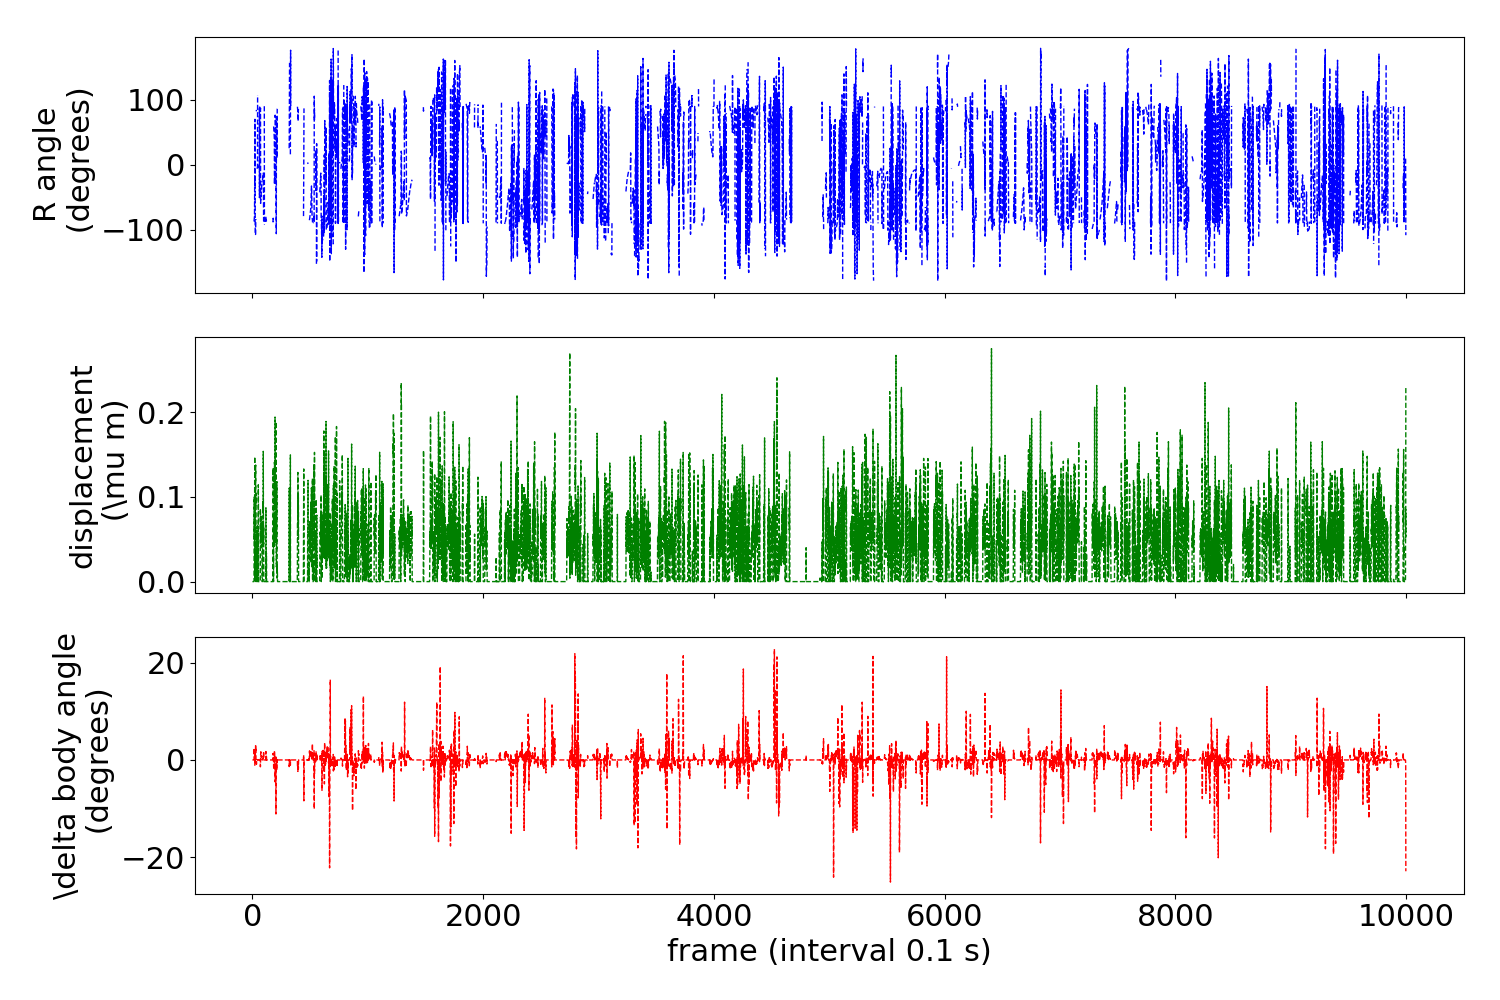 R angle
(degrees)
100
0
−100
displacement
(\mu m)
0.2
0.1
0.0
\delta body angle
(degrees)
20
0
−20
0 2000 4000 6000 8000 10000
frame (interval 0.1 s)